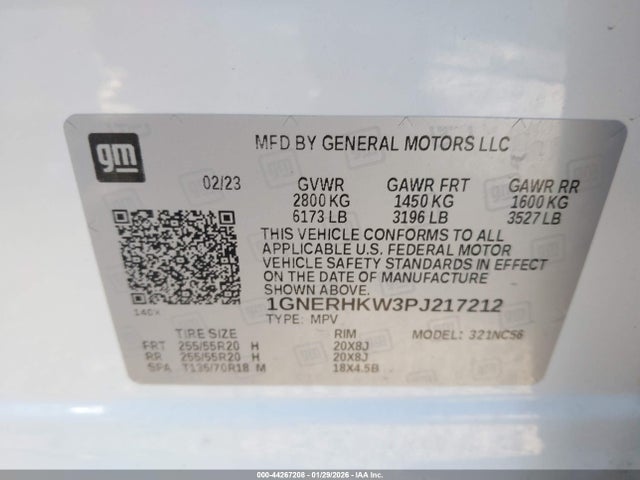 gm
MFD BY GENERAL MOTORS LLC
02/23 GVWR GAWR FRT GAWR RR
2800 KG 1450 KG 1600 KG
6173 LB 3196 LB 3527 LB
THIS VEHICLE CONFORMS TO ALL
APPLICABLE U.S. FEDERAL MOTOR
VEHICLE SAFETY STANDARDS IN EFFECT
ON THE DATE OF MANUFACTURE
SHOWN ABOVE.
1GNERHKW3PJ217212
14CX TYPE: MPV
TIRE SIZE RIM MODEL: 321NCS6
FRT 255/55R20 H 20X8J
RR 255/55R20 H 20X8J
SPA T135/70R18 M 18X4.5B
000-44267208 - 01/29/2026 - IAA Inc.